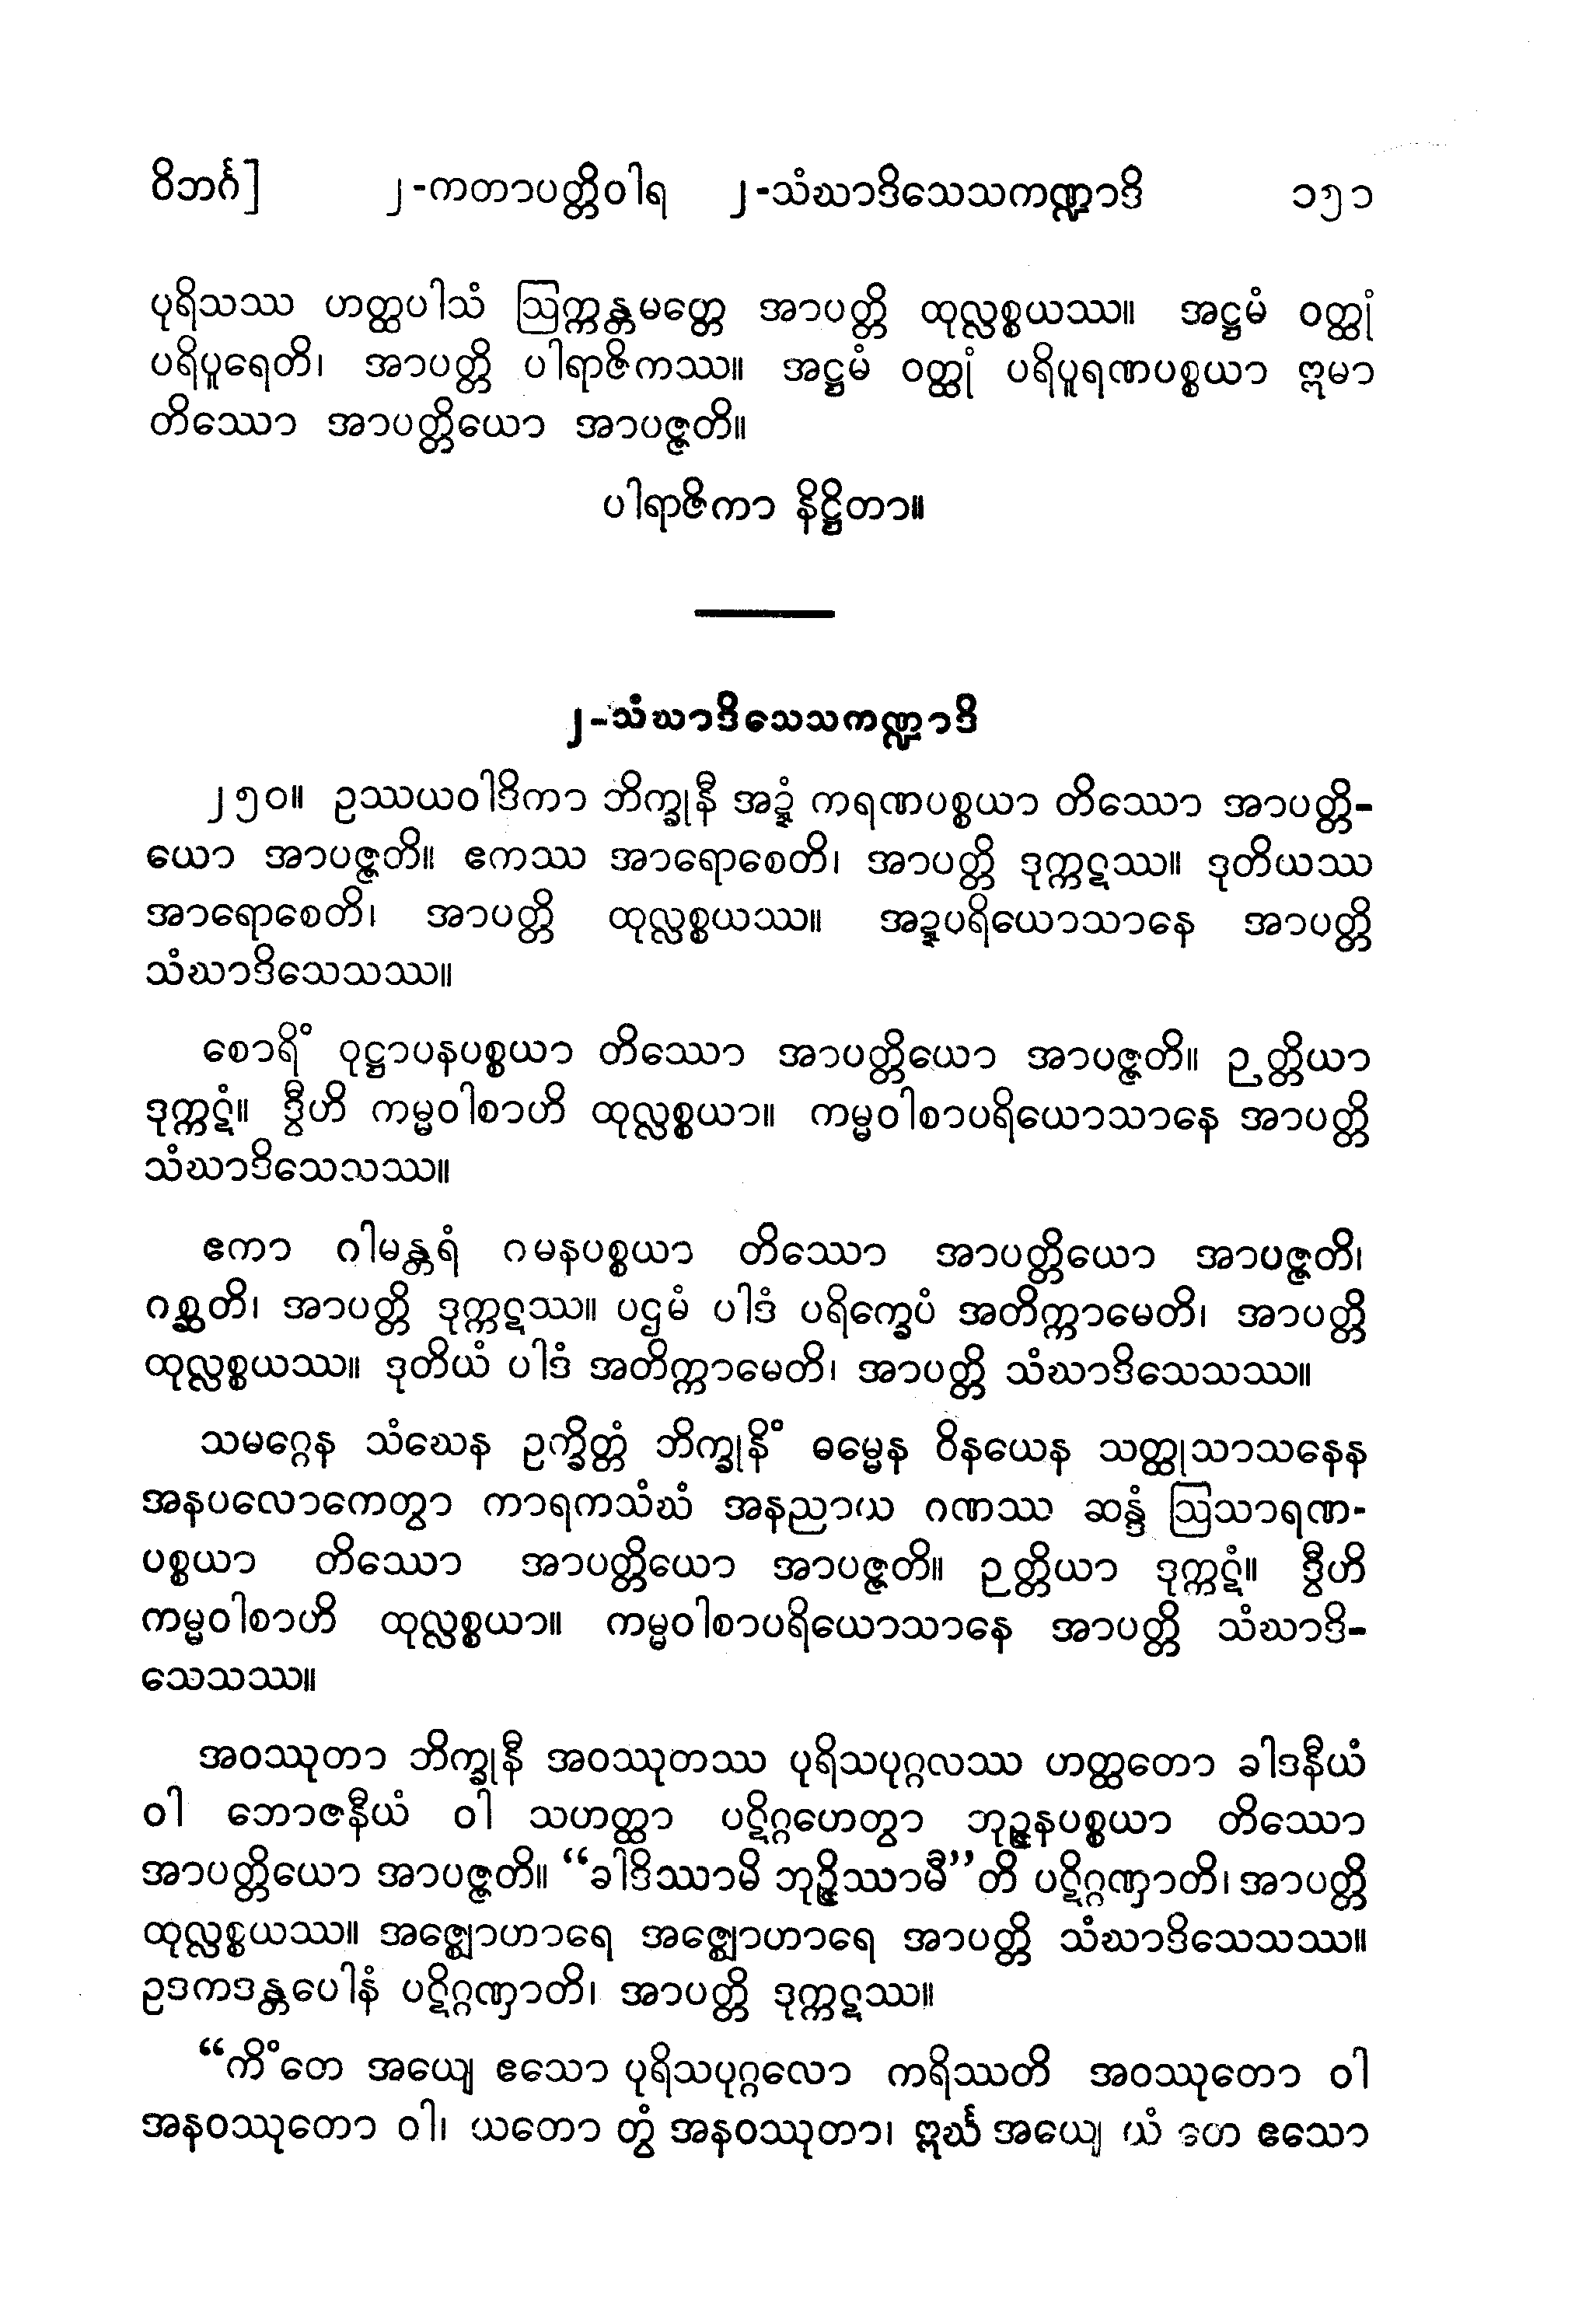 ဝိဘင်္ဂ] ၂-ကတာပတ္တိဝါရ ၂-သံဃာဒိသေသကဏ္ဍာဒိ ၁၅၁
ပုရိသဿ ဟတ္ထပါသံ ဩက္ကန္တမတ္တေ အာပတ္တိ ထုလ္လစ္စယဿ။ အဋ္ဌမံ ဝတ္ထုံ
ပရိပူရေတိ၊ အာပတ္တိ ပါရာဇိကဿ။ အဋ္ဌမံ ဝတ္ထုံ ပရိပူရဏပစ္စယာ ဣမာ
တိဿော အာပတ္တိယော အာပဇ္ဇတိ။
ပါရာဇိကာ နိဋ္ဌိတာ။
၂-သံဃာဒိသေသကဏ္ဍာဒိ
၂၅၀။ ဥဿယဝါဒိကာ ဘိက္ခုနီ အဍ္ဍံ ကရဏပစ္စယာ တိဿော အာပတ္တိ-
ယော အာပဇ္ဇတိ။ ဧကဿ အာရောစေတိ၊ အာပတ္တိ ဒုက္ကဋဿ။ ဒုတိယဿ
အာရောစေတိ၊ အာပတ္တိ ထုလ္လစ္စယဿ။ အဍ္ဍပရိယောသာနေ အာပတ္တိ
သံဃာဒိသေသဿ။
စောရိံ ဝုဋ္ဌာပနပစ္စယာ တိဿော အာပတ္တိယော အာပဇ္ဇတိ။ ဉတ္တိယာ
ဒုက္ကဋံ။ ဒွီဟိ ကမ္မဝါစာဟိ ထုလ္လစ္စယာ။ ကမ္မဝါစာပရိယောသာနေ အာပတ္တိ
သံဃာဒိသေသဿ။
ဧကာ ဂါမန္တရံ ဂမနပစ္စယာ တိဿော အာပတ္တိယော အာပဇ္ဇတိ၊
ဂစ္ဆတိ၊ အာပတ္တိ ဒုက္ကဋဿ။ ပဌမံ ပါဒံ ပရိက္ခေပံ အတိက္ကာမေတိ၊ အာပတ္တိ
ထုလ္လစ္စယဿ။ ဒုတိယံ ပါဒံ အတိက္ကာမေတိ၊ အာပတ္တိ သံဃာဒိသေသဿ။
သမဂ္ဂေန သံဃေန ဥက္ခိတ္တံ ဘိက္ခုနိံ ဓမ္မေန ဝိနယေန သတ္ထုသာသနေန
အနပလောကေတွာ ကာရကသံဃံ အနညာယ ဂဏဿ ဆန္ဒံ ဩသာရဏ-
ပစ္စယာ တိဿော အာပတ္တိယော အာပဇ္ဇတိ။ ဉတ္တိယာ ဒုက္ကဋံ။ ဒွီဟိ
ကမ္မဝါစာဟိ ထုလ္လစ္စယာ။ ကမ္မဝါစာပရိယောသာနေ အာပတ္တိ သံဃာဒိ-
သေသဿ။
အဝဿုတာ ဘိက္ခုနီ အဝဿုတဿ ပုရိသပုဂ္ဂလဿ ဟတ္ထတော ခါဒနီယံ
ဝါ ဘောဇနီယံ ဝါ သဟတ္ထာ ပဋိဂ္ဂဟေတွာ ဘုဉ္ဇနပစ္စယာ တိဿော
အာပတ္တိယော အာပဇ္ဇတိ။ “ခါဒိဿာမိ ဘုဉ္ဇိဿာမီ”တိ ပဋိဂ္ဂဏှာတိ၊ အာပတ္တိ
ထုလ္လစ္စယဿ။ အဇ္ဈောဟာရေ အဇ္ဈောဟာရေ အာပတ္တိ သံဃာဒိသေသဿ။
ဥဒကဒန္တပေါနံ ပဋိဂ္ဂဏှာတိ၊ အာပတ္တိ ဒုက္ကဋဿ။
“ကိံ တေ အယျေ ဧသော ပုရိသပုဂ္ဂလော ကရိဿတိ အဝဿုတော ဝါ
အနဝဿုတော ဝါ၊ ယတော တွံ အနဝဿုတာ၊ ဣင်္ဃ အယျေ ယံ တေ ဧသော